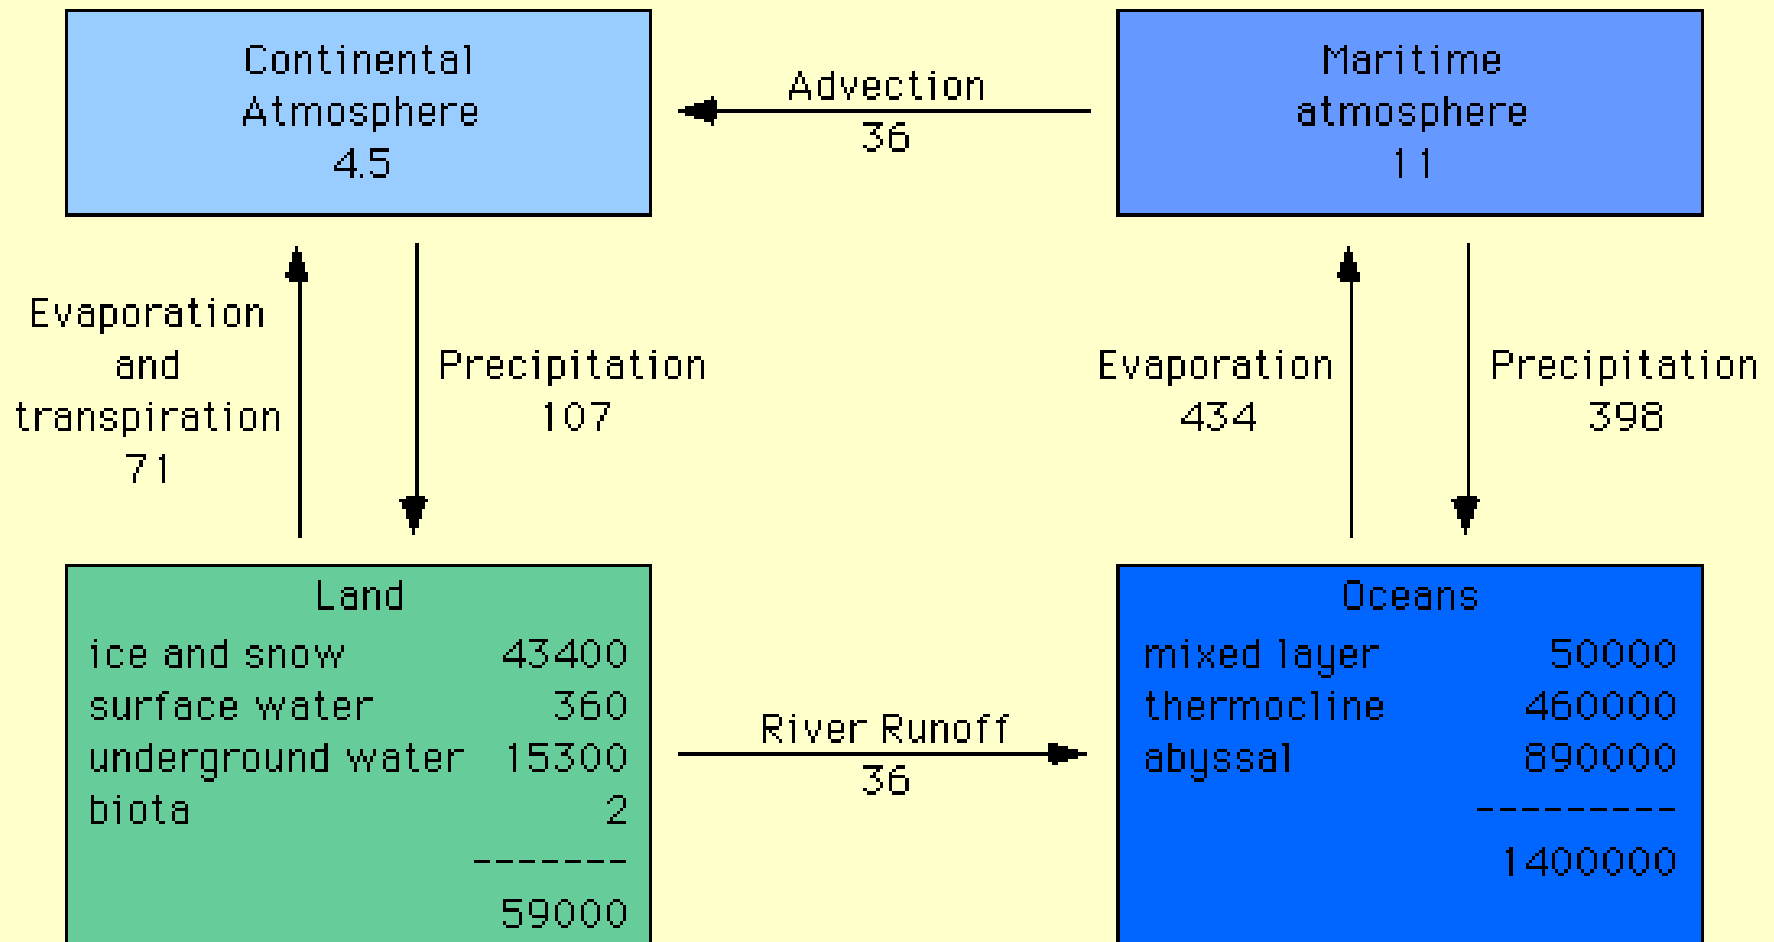 Continental
Atmosphere
4.5
Advection
36
Maritime
atmosphere
11
Evaporation
and
transpiration
71
Precipitation
107
Evaporation
434
Precipitation
398
Land
ice and snow 43400
surface water 360
underground water 15300
biota 2
-------
59000
River Runoff
36
Oceans
mixed layer 50000
thermocline 460000
abyssal 890000
---------
1400000